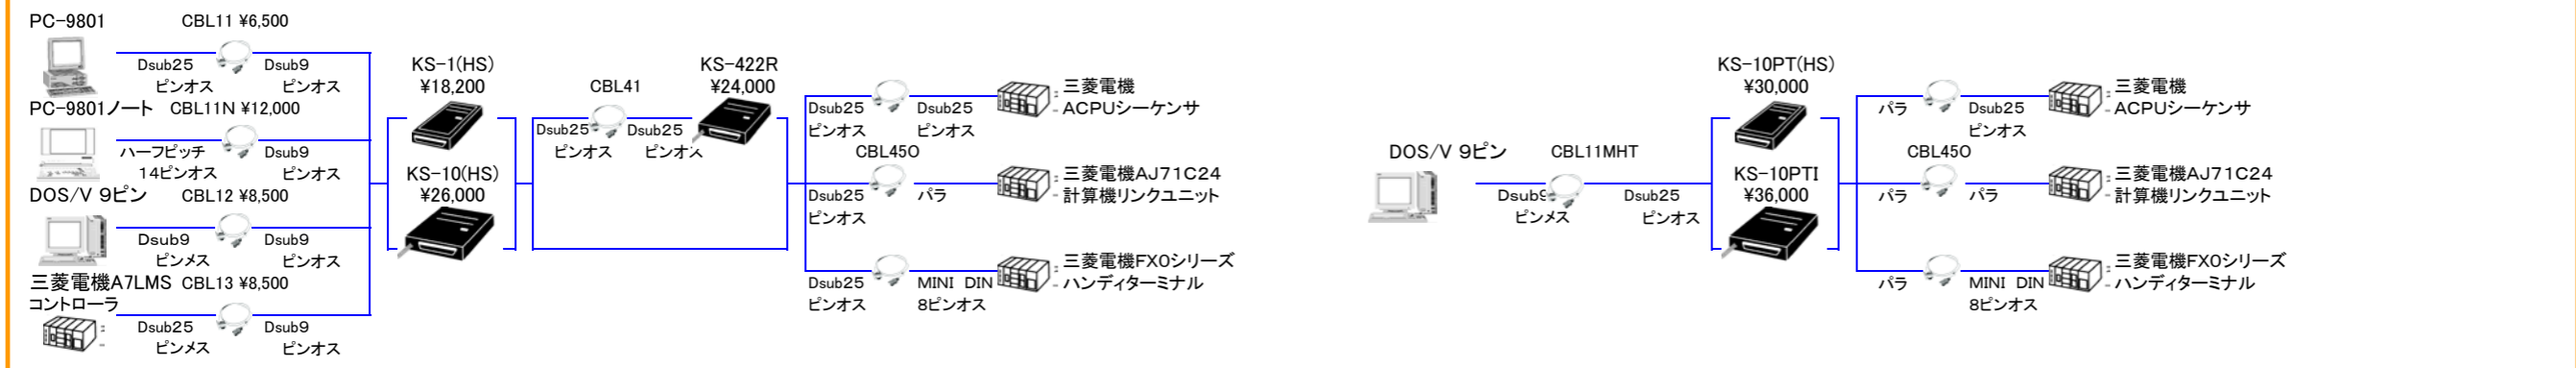 PC-9801
CBL11 ¥6,500
Dsub25
ピンオス
Dsub9
ピンオス
PC-9801ノート CBL11N ¥12,000
ハーフピッチ
14ピンオス
Dsub9
ピンオス
DOS/V 9ピン
CBL12 ¥8,500
Dsub9
ピンメス
Dsub9
ピンオス
三菱電機A7LMS CBL13 ¥8,500
コントローラ
Dsub25
ピンメス
Dsub9
ピンオス
KS-1(HS)
¥18,200
KS-10(HS)
¥26,000
CBL41
Dsub25
ピンオス
Dsub25
ピンオス
KS-422R
¥24,000
Dsub25
ピンオス
Dsub25
ピンオス
三菱電機
ACPUシーケンサ
CBL45O
Dsub25
ピンオス
パラ
三菱電機AJ71C24
計算機リンクユニット
Dsub25
ピンオス
MINI DIN
8ピンオス
三菱電機FX0シリーズ
ハンディターミナル
DOS/V 9ピン
CBL11MHT
Dsub9
ピンメス
Dsub25
ピンオス
KS-10PT(HS)
¥30,000
KS-10PTI
¥36,000
パラ
Dsub25
ピンオス
三菱電機
ACPUシーケンサ
CBL45O
パラ
パラ
三菱電機AJ71C24
計算機リンクユニット
パラ
MINI DIN
8ピンオス
三菱電機FX0シリーズ
ハンディターミナル